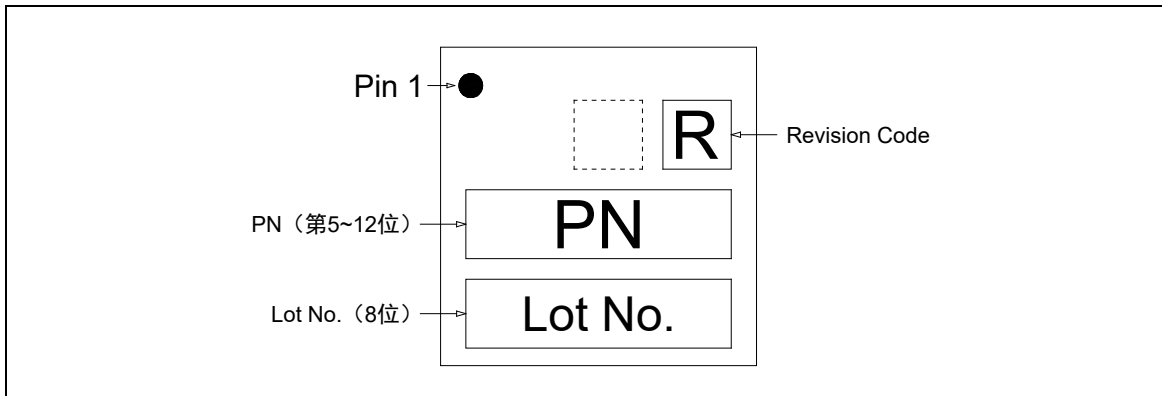 Pin 1
R
Revision Code
PN（第5~12位）
PN
Lot No.（8位）
Lot No.